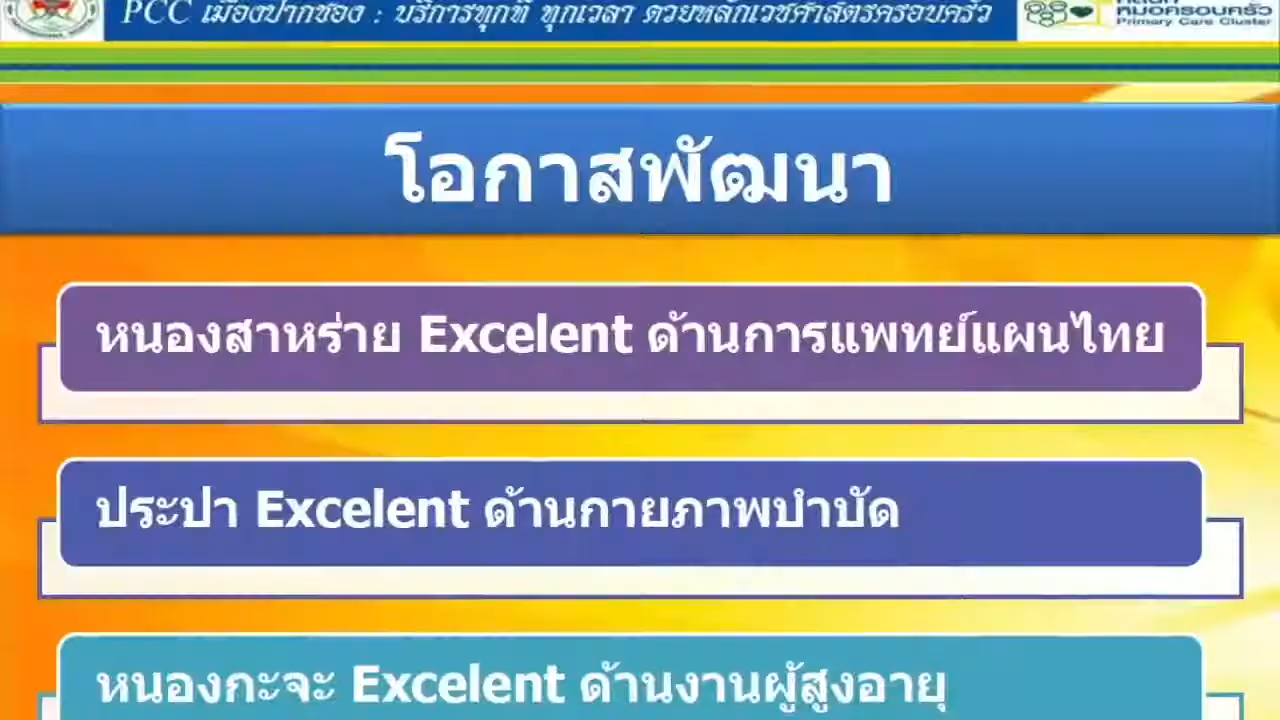 PCC เมืองปากช่อง : บริการทุกที่ ทุกเวลา ด้วยหลักเวชศาสตร์ครอบครัว
หมอครอบครัว
Primary Care Cluster
โอกาสพัฒนา
หนองสาหร่าย Excelent ด้านการแพทย์แผนไทย
ประปา Excelent ด้านกายภาพบำบัด
หนองกะจะ Excelent ด้านงานผู้สูงอายุ